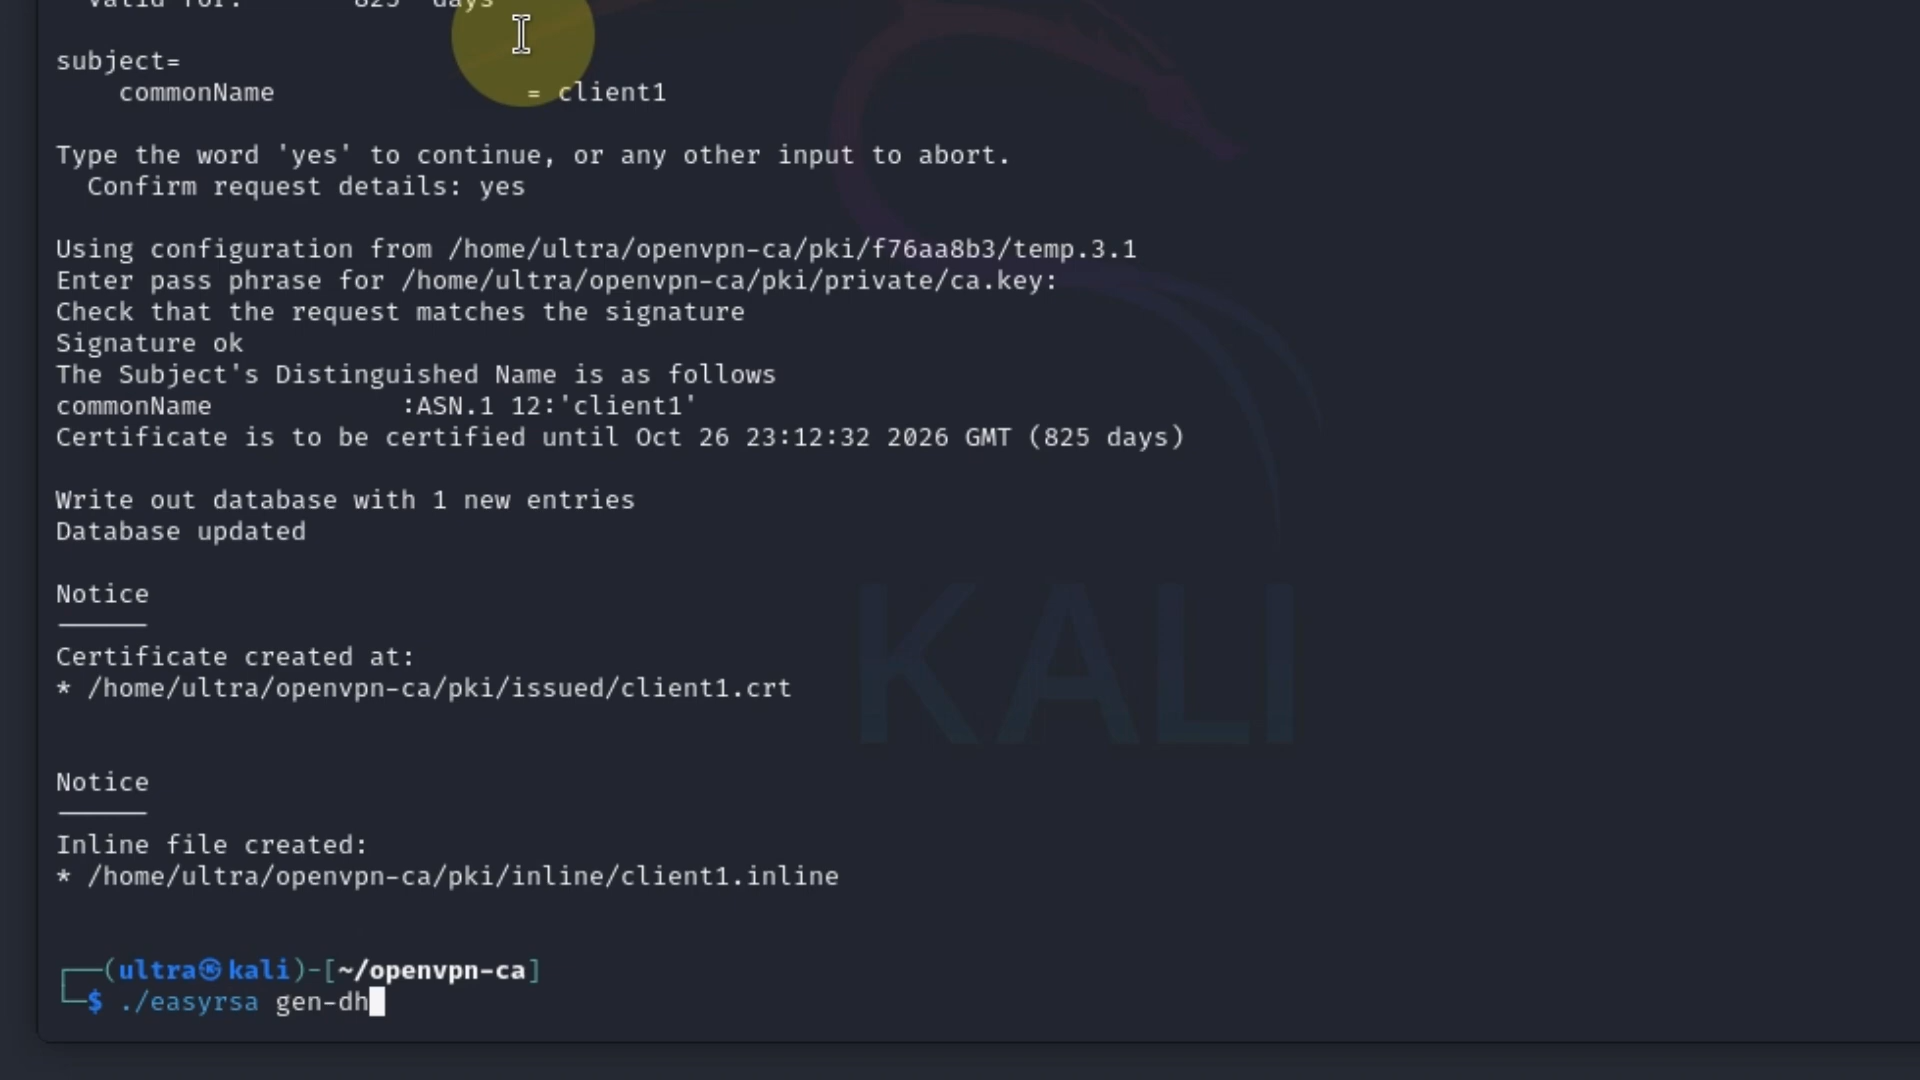 valid for: 825 days
subject=
commonName = client1
Type the word 'yes' to continue, or any other input to abort.
Confirm request details: yes
Using configuration from /home/ultra/openvpn-ca/pki/f76aa8b3/temp.3.1
Enter pass phrase for /home/ultra/openvpn-ca/pki/private/ca.key:
Check that the request matches the signature
Signature ok
The Subject's Distinguished Name is as follows
commonName :ASN.1 12:'client1'
Certificate is to be certified until Oct 26 23:12:32 2026 GMT (825 days)
Write out database with 1 new entries
Database updated
Notice
------
Certificate created at:
* /home/ultra/openvpn-ca/pki/issued/client1.crt
Notice
------
Inline file created:
* /home/ultra/openvpn-ca/pki/inline/client1.inline
┌──(ultra㉿kali)-[~/openvpn-ca]
└─$ ./easyrsa gen-dh
KALI